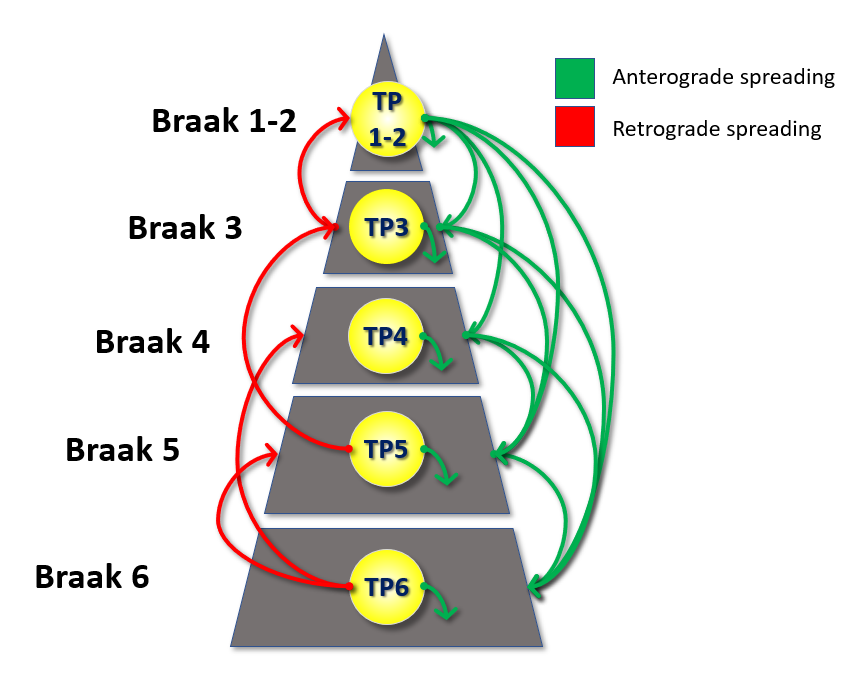 Anterograde spreading
Retrograde spreading
Braak 1-2
TP
1-2
Braak 3
TP3
Braak 4
TP4
Braak 5
TP5
Braak 6
TP6